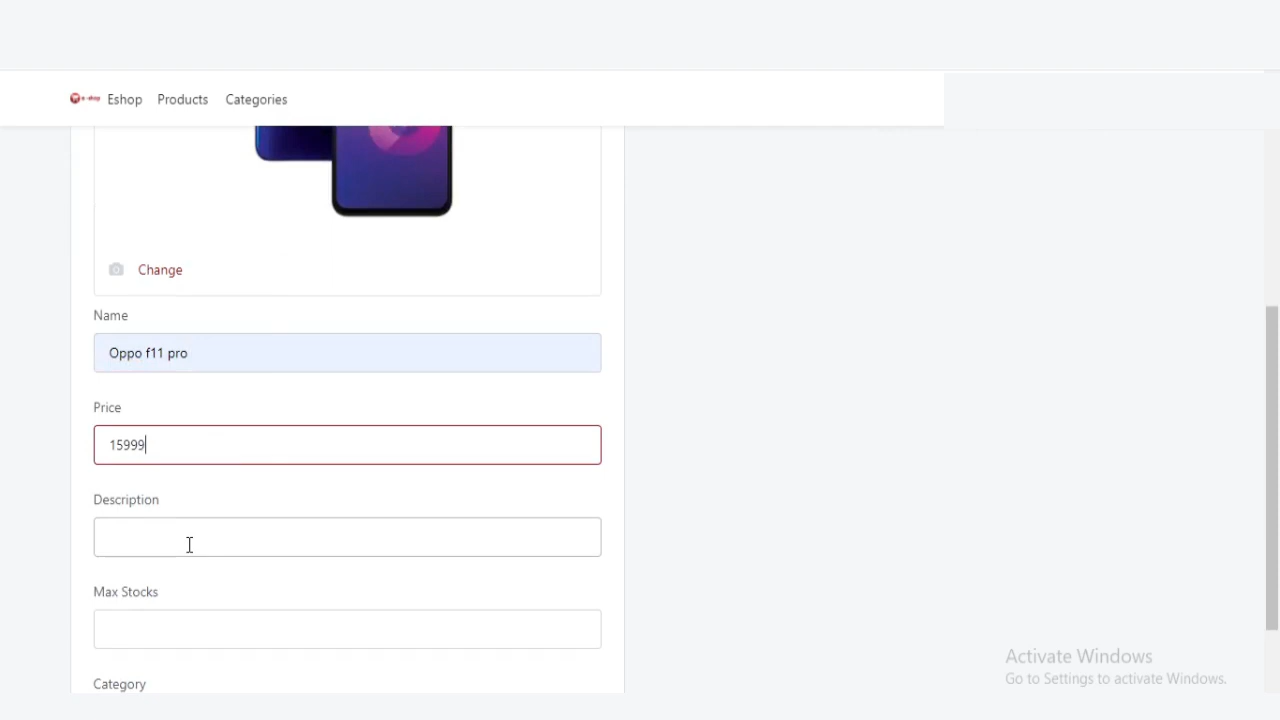 Eshop Products Categories
Change
Name
Oppo f11 pro
Price
15999
Description
Max Stocks
Category
Activate Windows
Go to Settings to activate Windows.